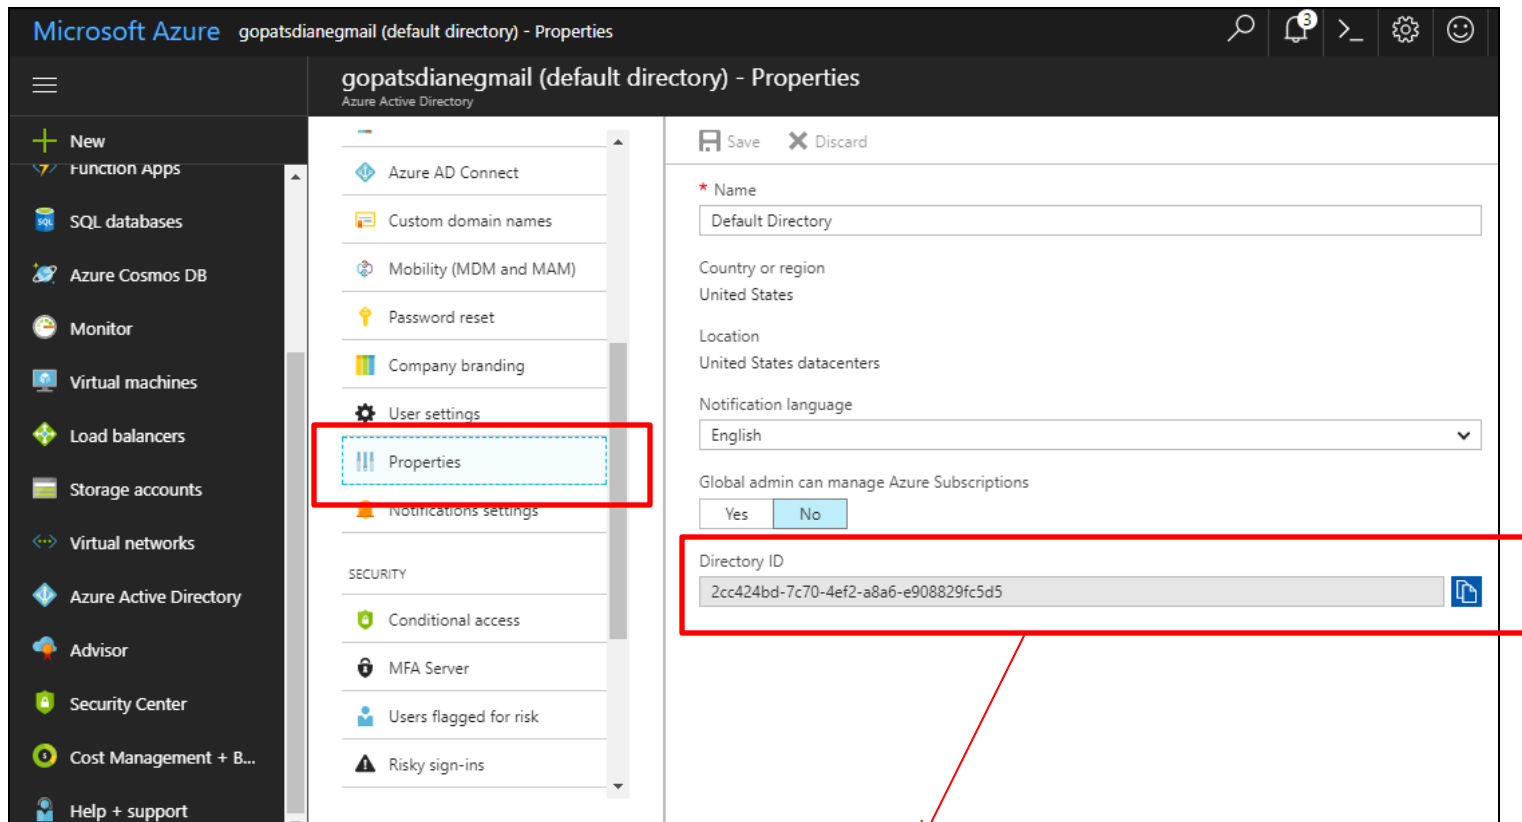 Microsoft Azure gopatsdianegmail (default directory) - Properties
3
gopatsdianegmail (default directory) - Properties
Azure Active Directory
New
Function Apps
SQL databases
Azure Cosmos DB
Monitor
Virtual machines
Load balancers
Storage accounts
Virtual networks
Azure Active Directory
Advisor
Security Center
Cost Management + B...
Help + support
Azure AD Connect
Custom domain names
Mobility (MDM and MAM)
Password reset
Company branding
User settings
Properties
Notifications settings
SECURITY
Conditional access
MFA Server
Users flagged for risk
Risky sign-ins
Save Discard
* Name
Default Directory
Country or region
United States
Location
United States datacenters
Notification language
English
Global admin can manage Azure Subscriptions
Yes No
Directory ID
2cc424bd-7c70-4ef2-a8a6-e908829fc5d5